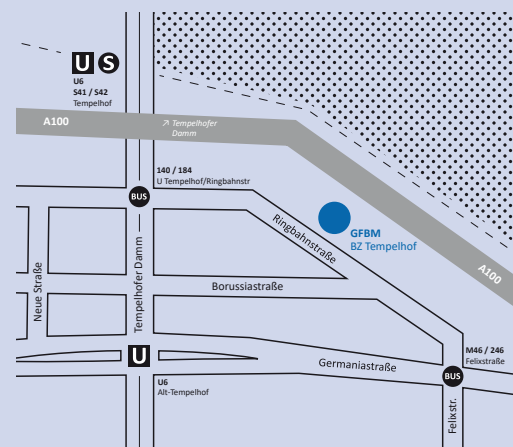 U S
U6
S41 / S42
Tempelhof
A100
↗ Tempelhofer
Damm
140 / 184
U Tempelhof/Ringbahnstr
BUS
GFBM
BZ Tempelhof
Ringbahnstraße
A100
Neue Straße
Tempelhofer Damm
Borussiastraße
U
U6
Alt-Tempelhof
Germaniastraße
M46 / 246
Felixstraße
BUS
Felixstr.